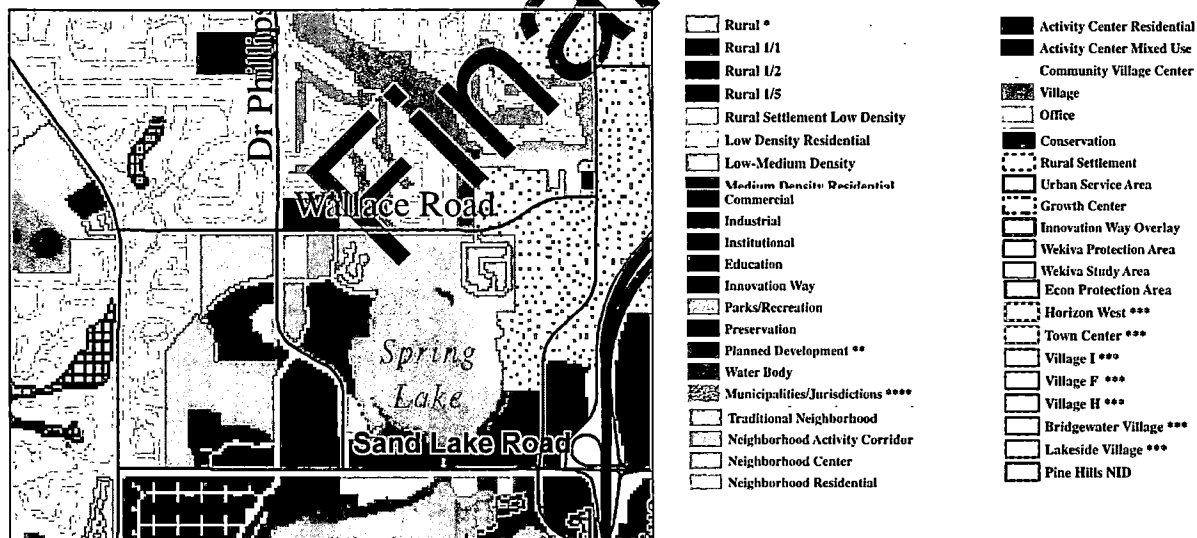 Final
Dr Phillips
Wallace Road
Spring
Lake
Sand Lake Road
Rural *
Rural 1/1
Rural 1/2
Rural 1/5
Rural Settlement Low Density
Low Density Residential
Low-Medium Density
Medium Density Residential
Commercial
Industrial
Institutional
Education
Innovation Way
Parks/Recreation
Preservation
Planned Development **
Water Body
Municipalities/Jurisdictions ****
Traditional Neighborhood
Neighborhood Activity Corridor
Neighborhood Center
Neighborhood Residential
Activity Center Residential
Activity Center Mixed Use
Community Village Center
Village
Office
Conservation
Rural Settlement
Urban Service Area
Growth Center
Innovation Way Overlay
Wekiva Protection Area
Wekiva Study Area
Econ Protection Area
Horizon West ***
Town Center ***
Village I ***
Village F ***
Village H ***
Bridgewater Village ***
Lakeside Village ***
Pine Hills NID